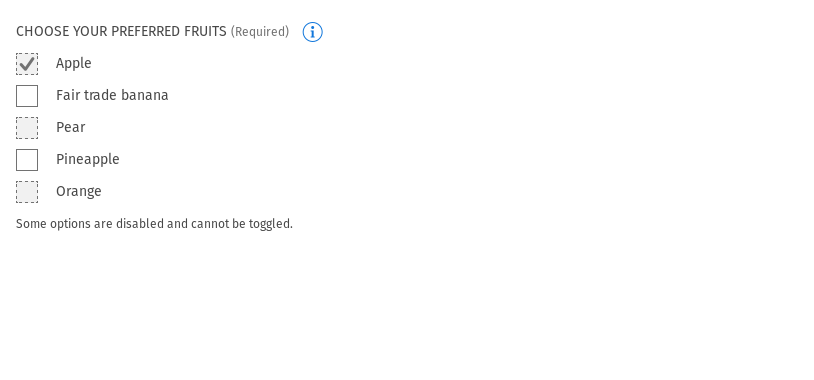 CHOOSE YOUR PREFERRED FRUITS (Required)
Apple
Fair trade banana
Pear
Pineapple
Orange
Some options are disabled and cannot be toggled.